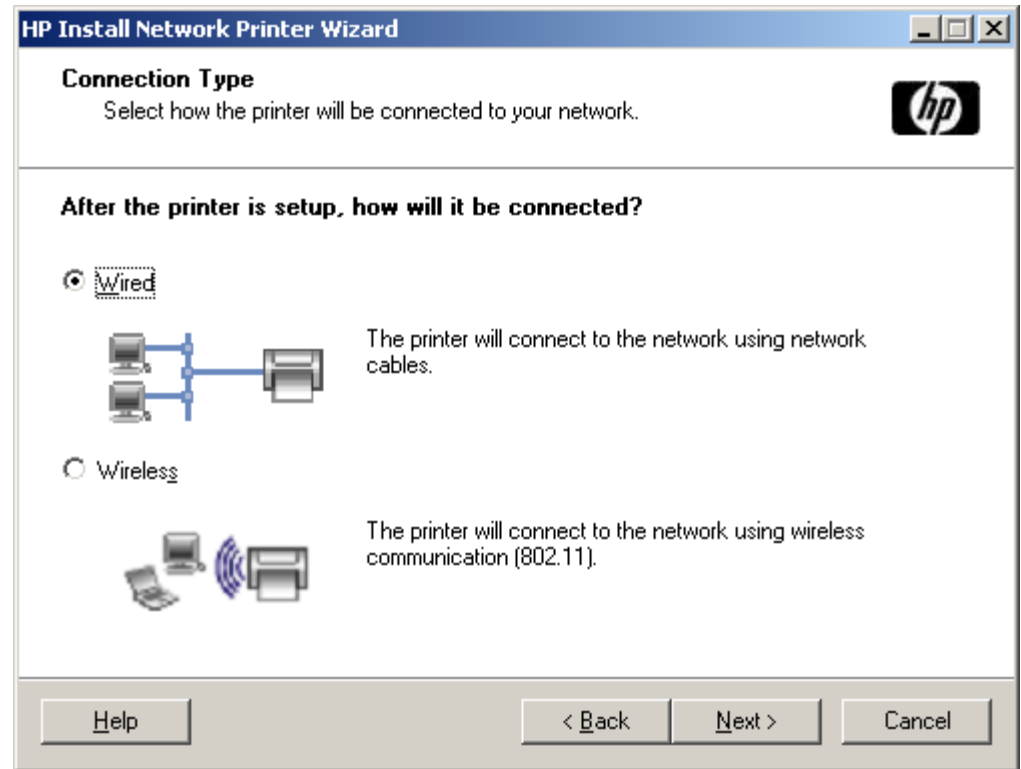 HP Install Network Printer Wizard
Connection Type
Select how the printer will be connected to your network.
hp
After the printer is setup, how will it be connected?
Wired
The printer will connect to the network using network
cables.
Wireless
The printer will connect to the network using wireless
communication (802.11).
Help
< Back
Next >
Cancel